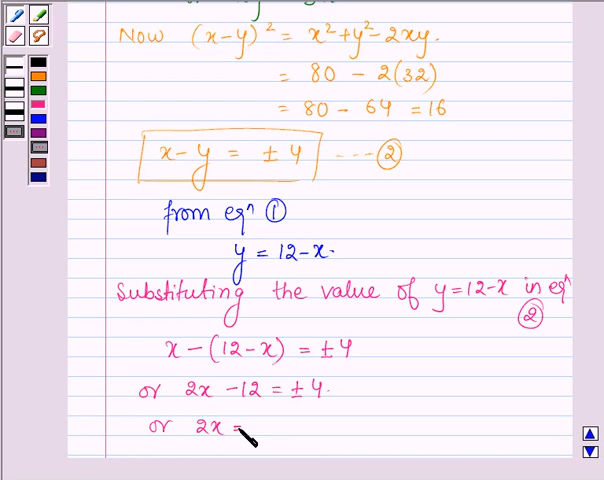 Now (x-y)² = x²+y²-2xy.
= 80 - 2(32)
= 80 - 64 = 16
x-y = ±4 ---- ②
from eqⁿ ①
y = 12-x.
Substituting the value of y=12-x in eqⁿ
②
x-(12-x) = ±4
or 2x -12 = ±4.
or 2x =